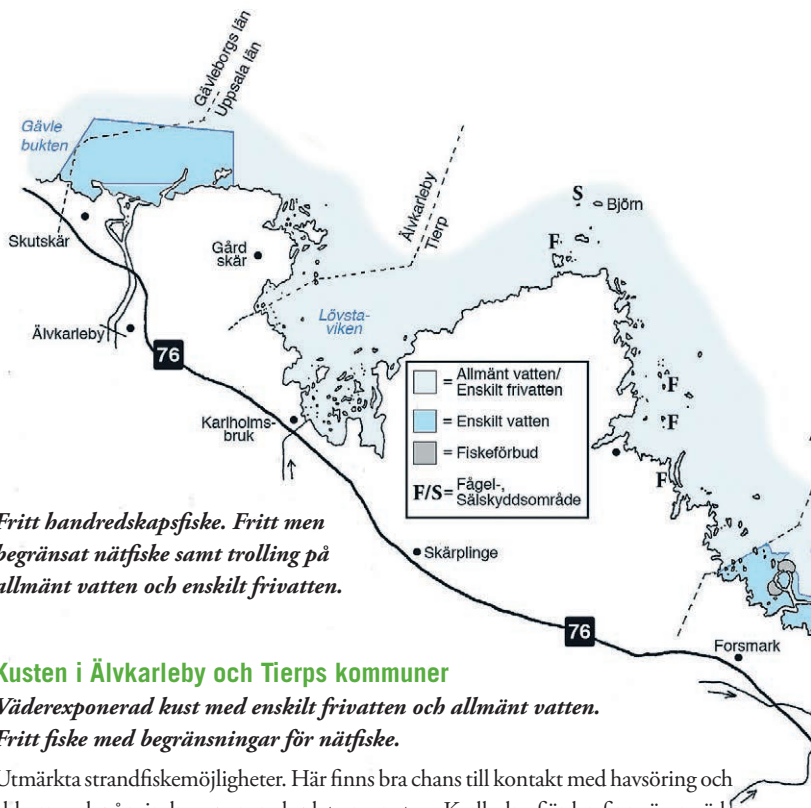 Gävleborgs län
Uppsala län
Gävle
bukten
Skutskär
Gård
skär
Älvkarleby
Tierp
S
Björn
F
Lövsta-
viken
Älvkarleby
76
Karlholms-
bruk
= Allmänt vatten/
Enskilt frivatten
= Enskilt vatten
= Fiskeförbud
F/S= Fågel-,
Sälskyddsområde
F
F
F
Skärplinge
76
Forsmark
Fritt handredskapsfiske. Fritt men
begränsat nätfiske samt trolling på
allmänt vatten och enskilt frivatten.
Kusten i Älvkarleby och Tierps kommuner
Väderexponerad kust med enskilt frivatten och allmänt vatten.
Fritt fiske med begränsningar för nätfiske.
Utmärkta strandfiskemöjligheter. Här finns bra chans till kontakt med havsöring och